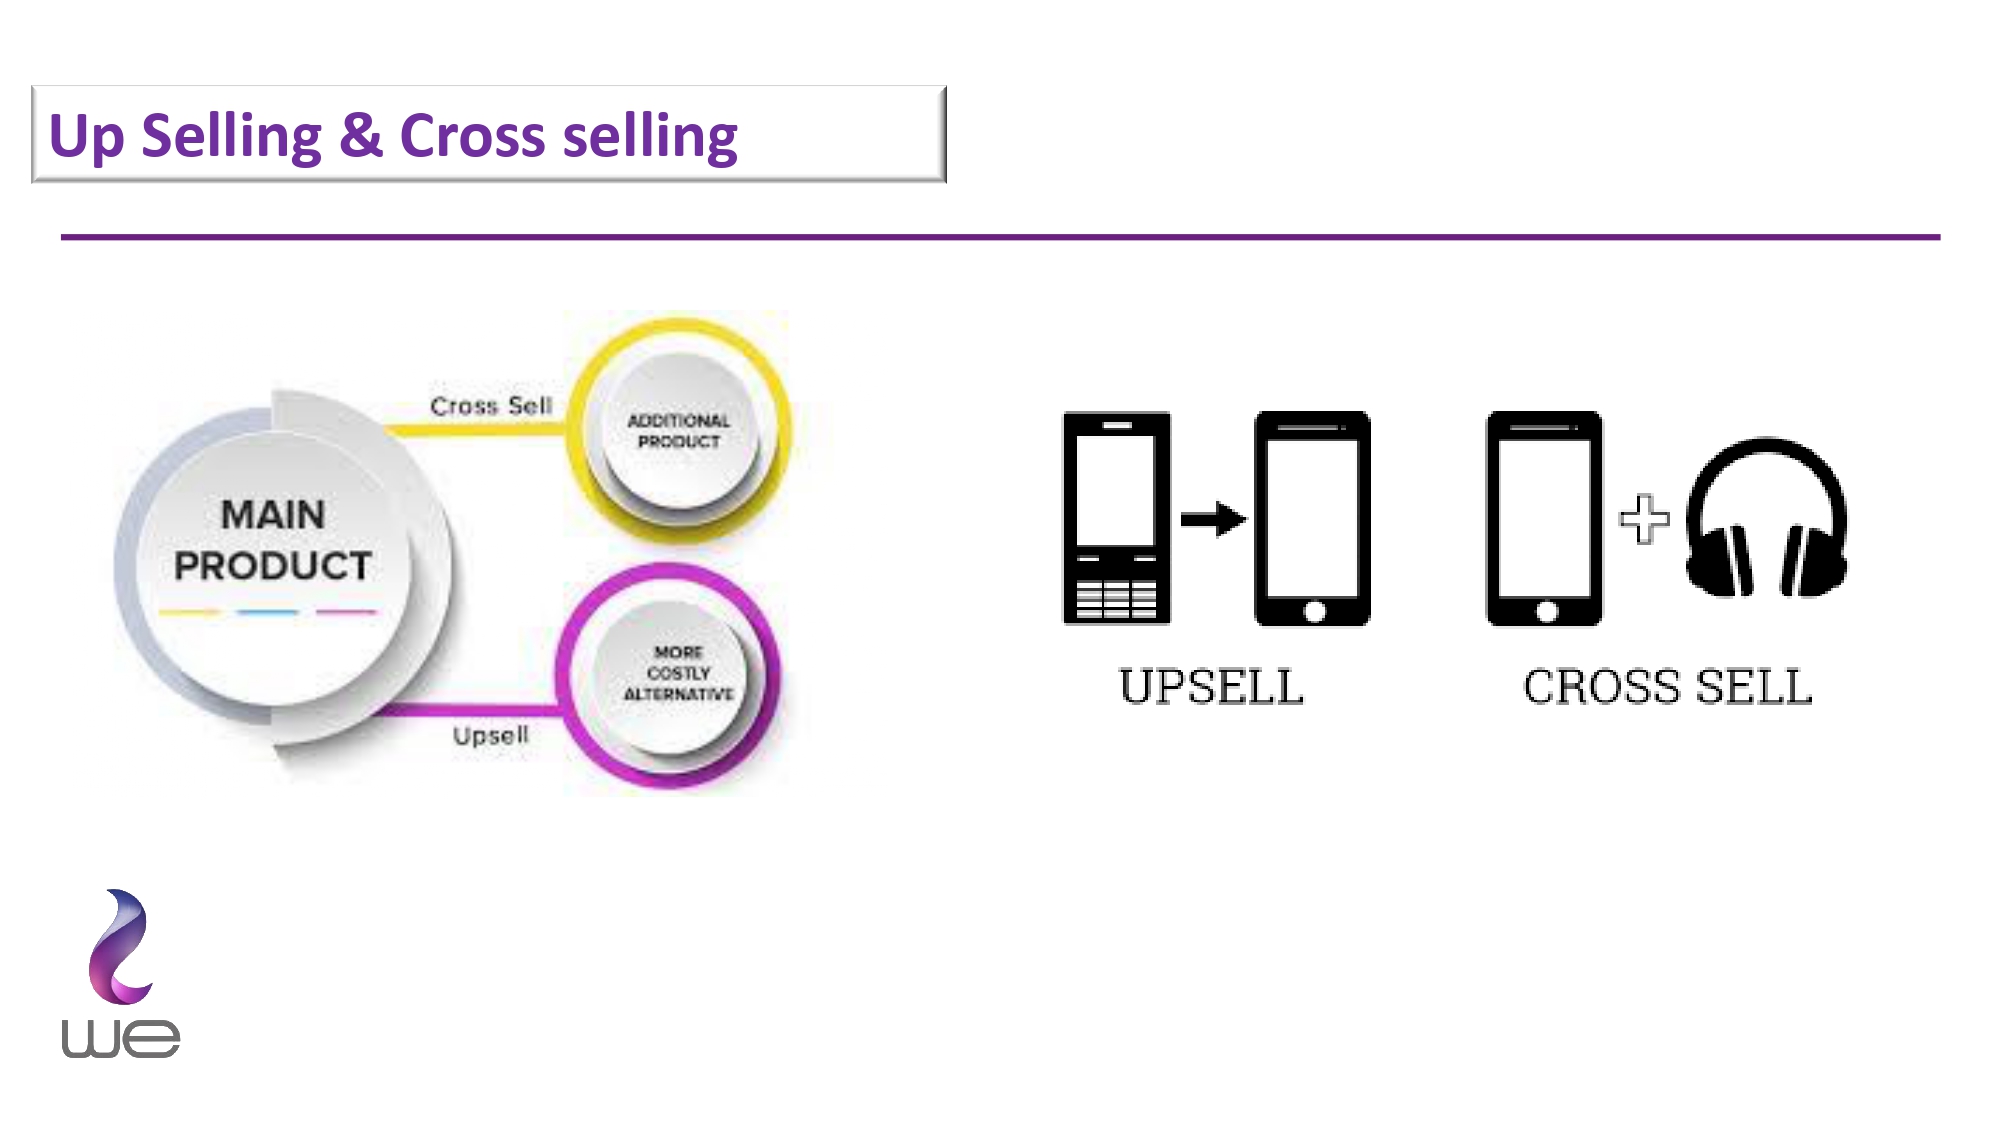 Up Selling & Cross selling
Cross Sell
ADDITIONAL
PRODUCT
MAIN
PRODUCT
MORE
COSTLY
ALTERNATIVE
Upsell
UPSELL
CROSS SELL
we